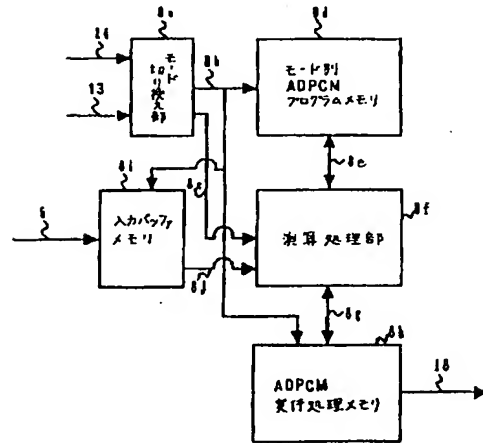 14
8a
モード
切り換え部
8b
8d
モード別
ADPCM
プログラムメモリ
13
8e
8i
入力バッファ
メモリ
8f
演算処理部
8j
8g
8h
ADPCM
実行処理メモリ
18